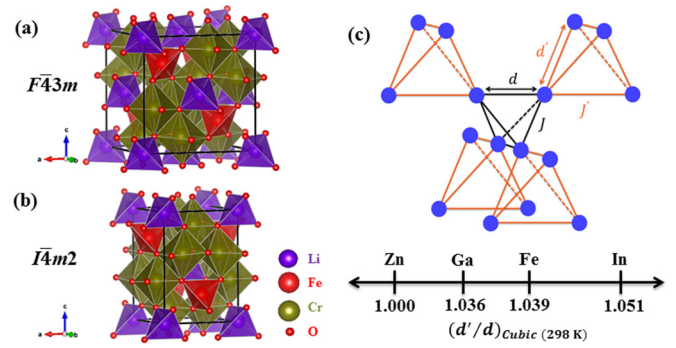 (a)
F4̅3m
c
a
b
(b)
I4̅m2
c
a
b
Li
Fe
Cr
O
(c)
d'
d
J
J'
Zn Ga Fe In
1.000 1.036 1.039 1.051
(d'/d)Cubic (298 K)